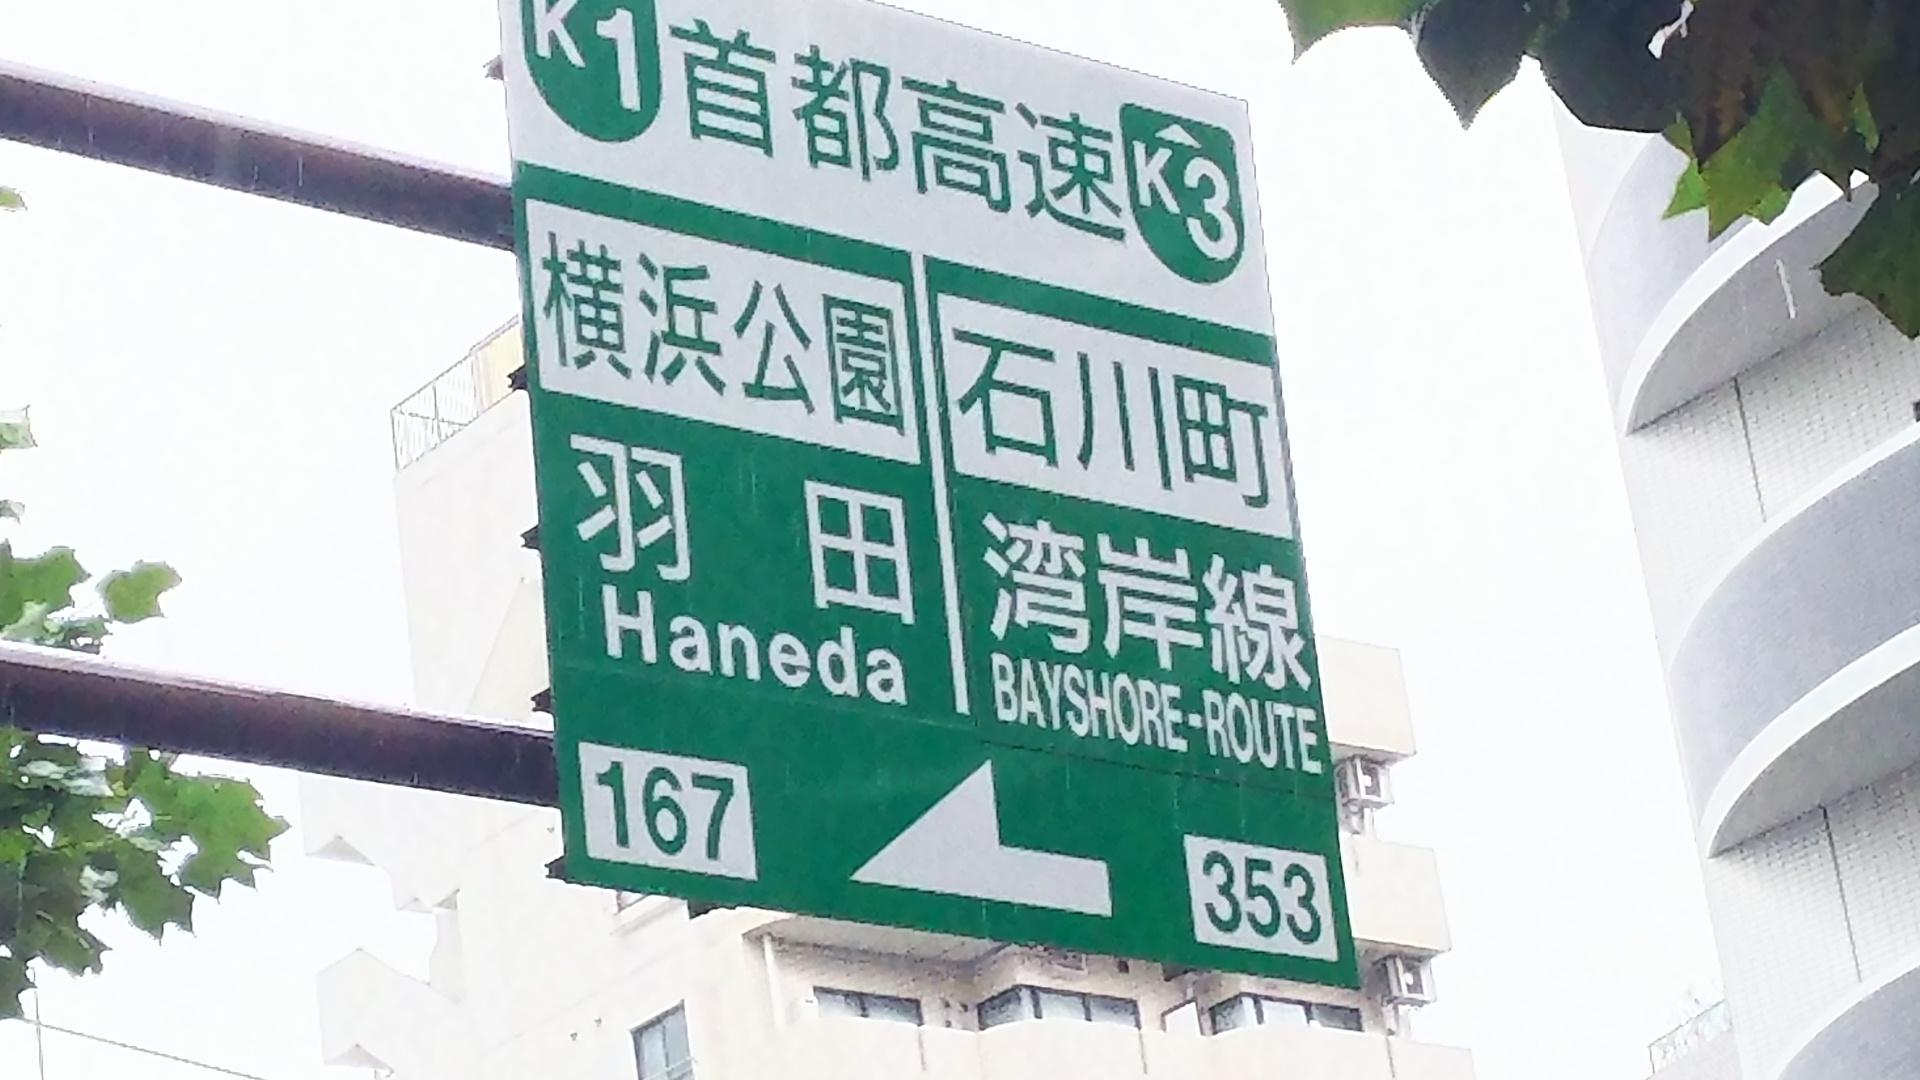 K1 首都高速 K3
横浜公園
羽田
Haneda
167
石川町
湾岸線
BAYSHORE-ROUTE
353